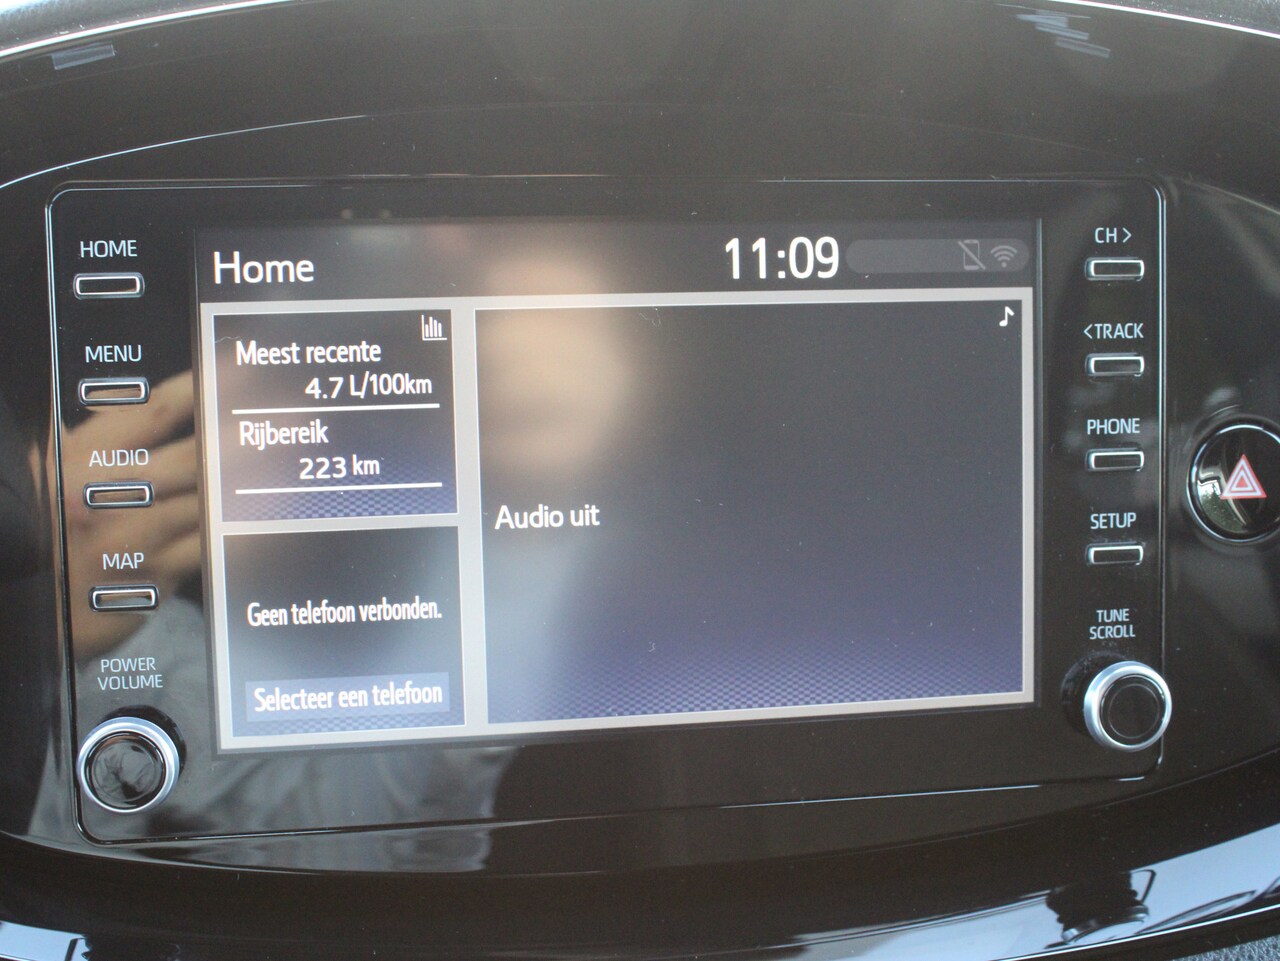 HOME
MENU
AUDIO
MAP
POWER
VOLUME
Home
11:09
Meest recente
4.7 L/100km
Rijbereik
223 km
Geen telefoon verbonden.
Selecteer een telefoon
Audio uit
CH>
<TRACK
PHONE
SETUP
TUNE
SCROLL